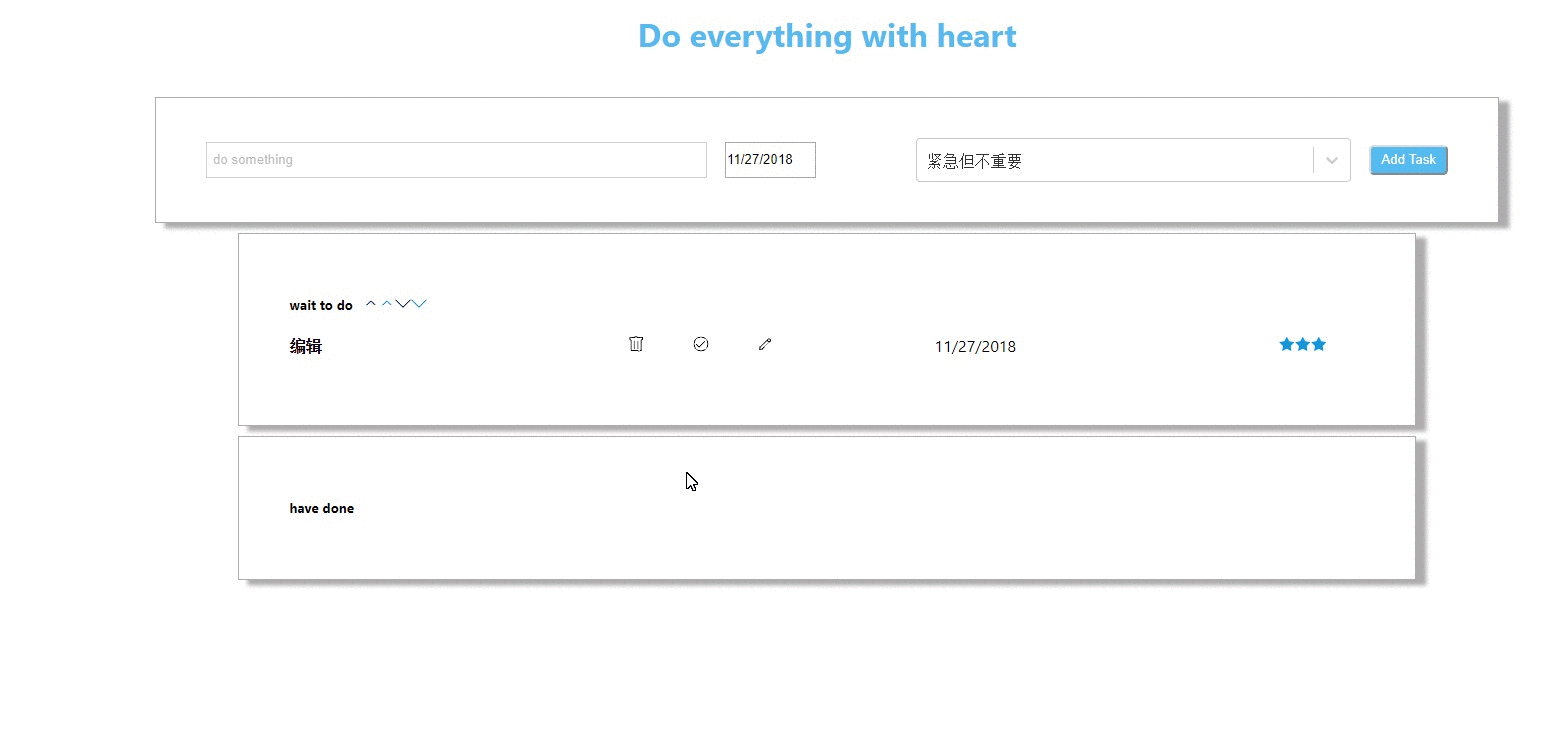 Do everything with heart
do something
11/27/2018
紧急但不重要
Add Task
wait to do
编辑
11/27/2018
have done